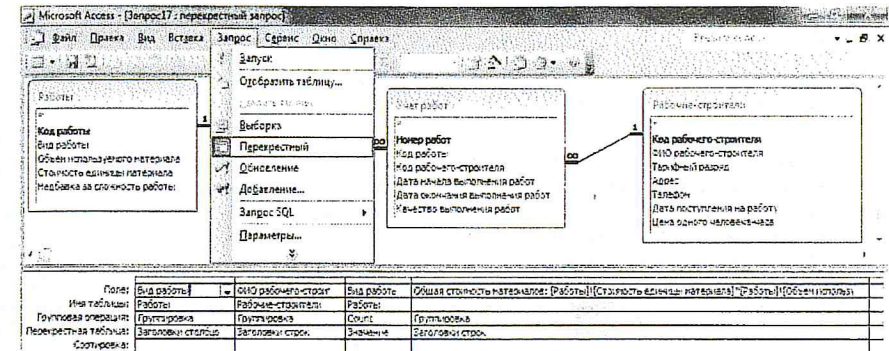 Microsoft Access - [Запрос17 : перекрестный запрос]
Файл Правка Вид Вставка Запрос Сервис Окно Справка
Запуск
Отобразить таблицу...
Выборка
Перекрестный
Обновление
Добавление...
Запрос SQL
Параметры...
Работы
*
Код работы
Вид работы
Объем используемого материала
Стоимость единицы материала
Надбавка за сложность работы
1
∞
Учет работ
*
Номер работ
Код работы
Код рабочего-строителя
Дата начала выполнения работ
Дата окончания выполнения работ
Качество выполнения работ
∞
1
Рабочие-строители
*
Код рабочего-строителя
ФИО рабочего-строителя
Тарифный разряд
Адрес
Телефон
Дата поступления на работу
Цена одного человека-часа
Поле: Вид работы ФИО рабочего-строит Вид работы Общая стоимость материалов: [Работы]![Стоимость единицы материала]*[Работы]![Объем использу
Имя таблицы: Работы Рабочие-строители Работы
Групповая операция: Группировка Группировка Count Группировка
Перекрестная таблица: Заголовки столбцо Заголовки строк Значение Заголовки строк
Сортировка: